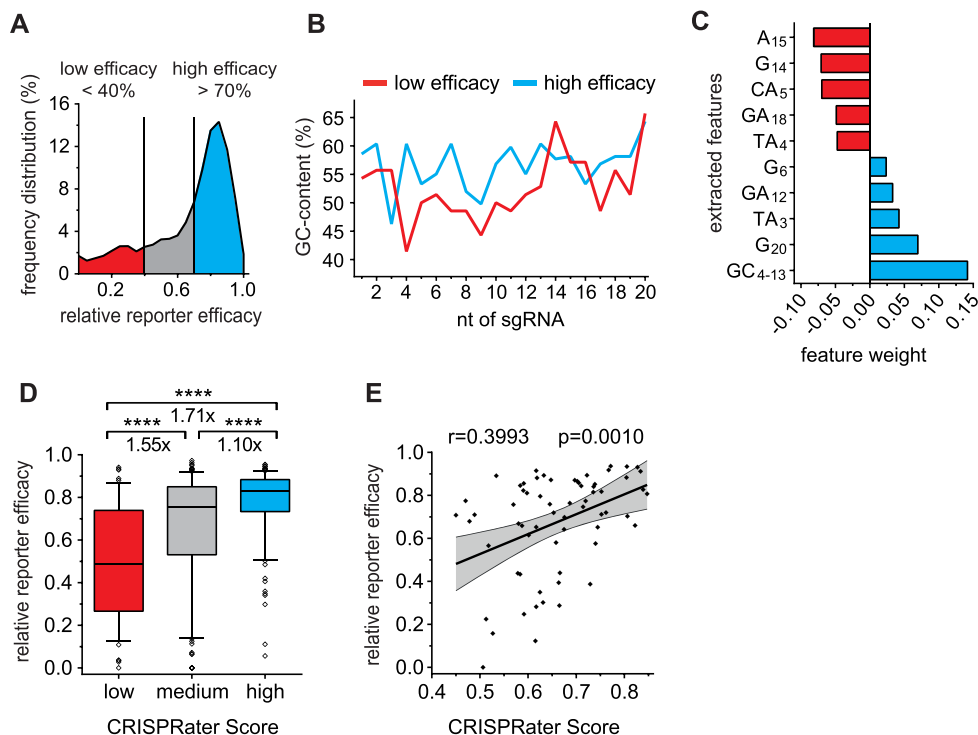 A
low efficacy
< 40%
high efficacy
> 70%
frequency distribution (%)
16
12
8
4
0
0.2
0.6
1.0
relative reporter efficacy
B
low efficacy
high efficacy
GC-content (%)
65
60
55
50
45
40
2 4 6 8 10 12 14 16 18 20
nt of sgRNA
C
extracted features
A15
G14
CA5
GA18
TA4
G6
GA12
TA3
G20
GC4-13
-0.10
-0.05
0.00
0.05
0.10
0.15
feature weight
D
****
1.71x
**** ****
1.55x 1.10x
relative reporter efficacy
1.0
0.8
0.6
0.4
0.2
0.0
low medium high
CRISPRater Score
E
r=0.3993 p=0.0010
relative reporter efficacy
1.0
0.8
0.6
0.4
0.2
0.0
0.4 0.5 0.6 0.7 0.8
CRISPRater Score